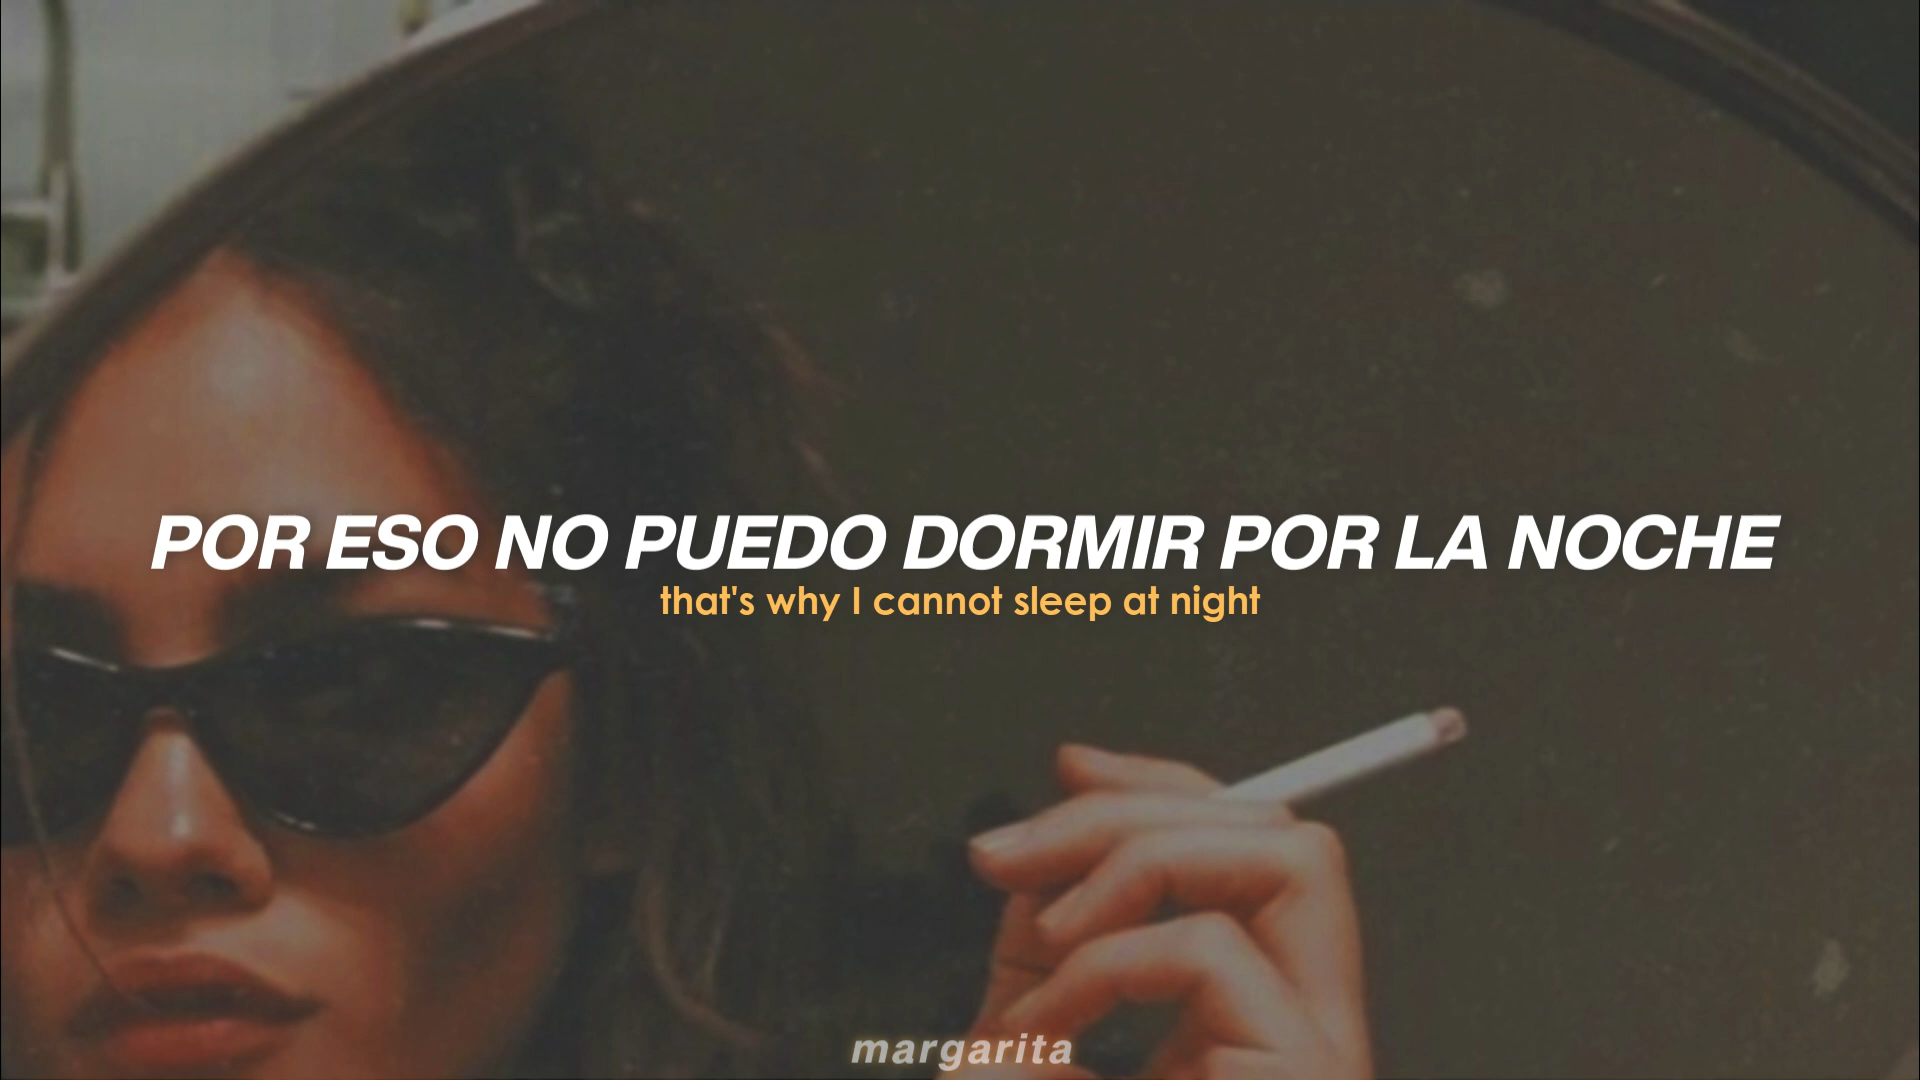 POR ESO NO PUEDO DORMIR POR LA NOCHE
that's why I cannot sleep at night
margarita